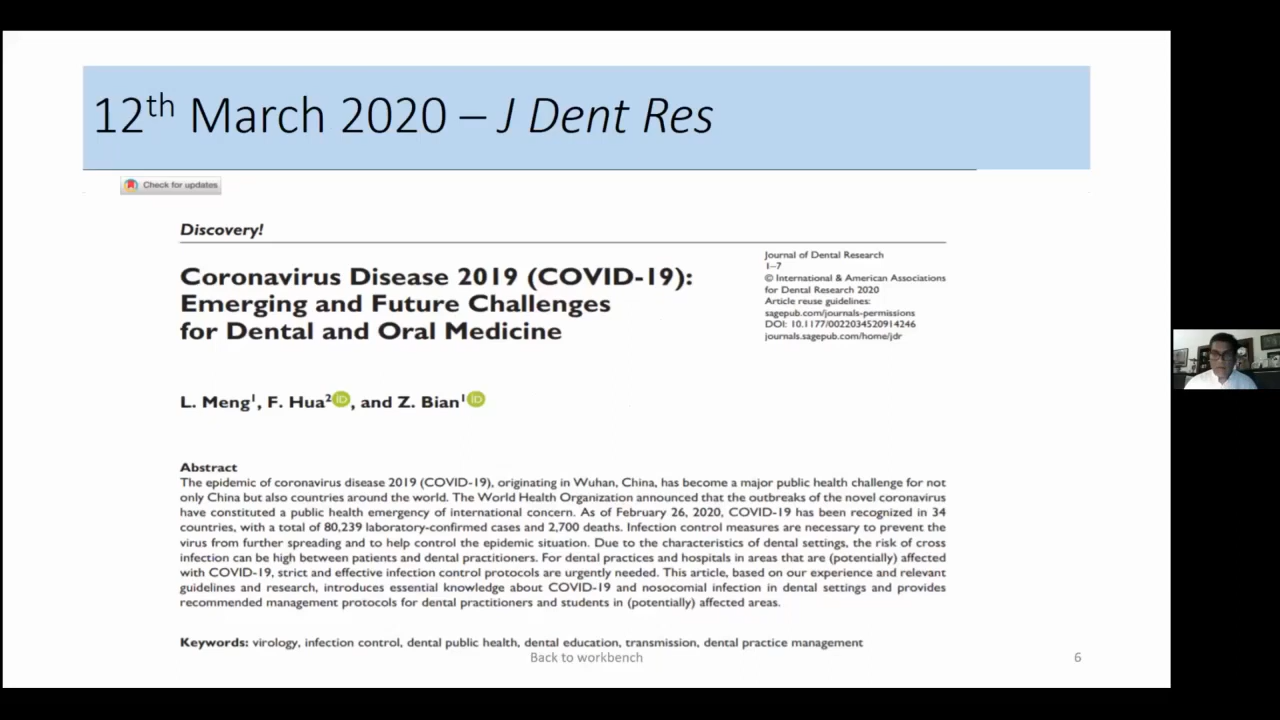 12th March 2020 – J Dent Res
Check for updates
Discovery!
Coronavirus Disease 2019 (COVID-19):
Emerging and Future Challenges
for Dental and Oral Medicine
Journal of Dental Research
1–7
© International & American Associations
for Dental Research 2020
Article reuse guidelines:
sagepub.com/journals-permissions
DOI: 10.1177/0022034520914246
journals.sagepub.com/home/jdr
L. Meng1, F. Hua2 iD, and Z. Bian1 iD
Abstract
The epidemic of coronavirus disease 2019 (COVID-19), originating in Wuhan, China, has become a major public health challenge for not
only China but also countries around the world. The World Health Organization announced that the outbreaks of the novel coronavirus
have constituted a public health emergency of international concern. As of February 26, 2020, COVID-19 has been recognized in 34
countries, with a total of 80,239 laboratory-confirmed cases and 2,700 deaths. Infection control measures are necessary to prevent the
virus from further spreading and to help control the epidemic situation. Due to the characteristics of dental settings, the risk of cross
infection can be high between patients and dental practitioners. For dental practices and hospitals in areas that are (potentially) affected
with COVID-19, strict and effective infection control protocols are urgently needed. This article, based on our experience and relevant
guidelines and research, introduces essential knowledge about COVID-19 and nosocomial infection in dental settings and provides
recommended management protocols for dental practitioners and students in (potentially) affected areas.
Keywords: virology, infection control, dental public health, dental education, transmission, dental practice management
Back to workbench
6